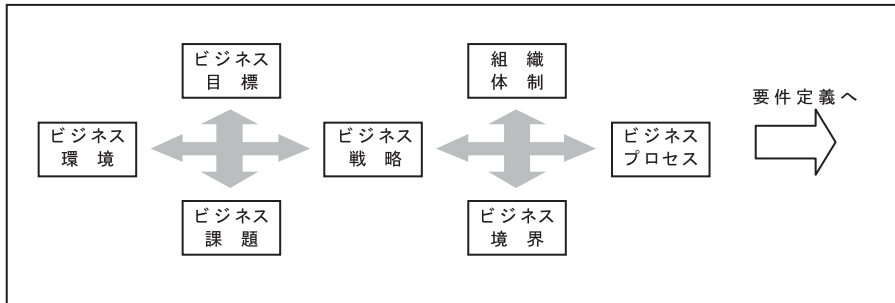 ビジネス
目標
組織
体制
要件定義へ
ビジネス
環境
ビジネス
戦略
ビジネス
プロセス
ビジネス
課題
ビジネス
境界